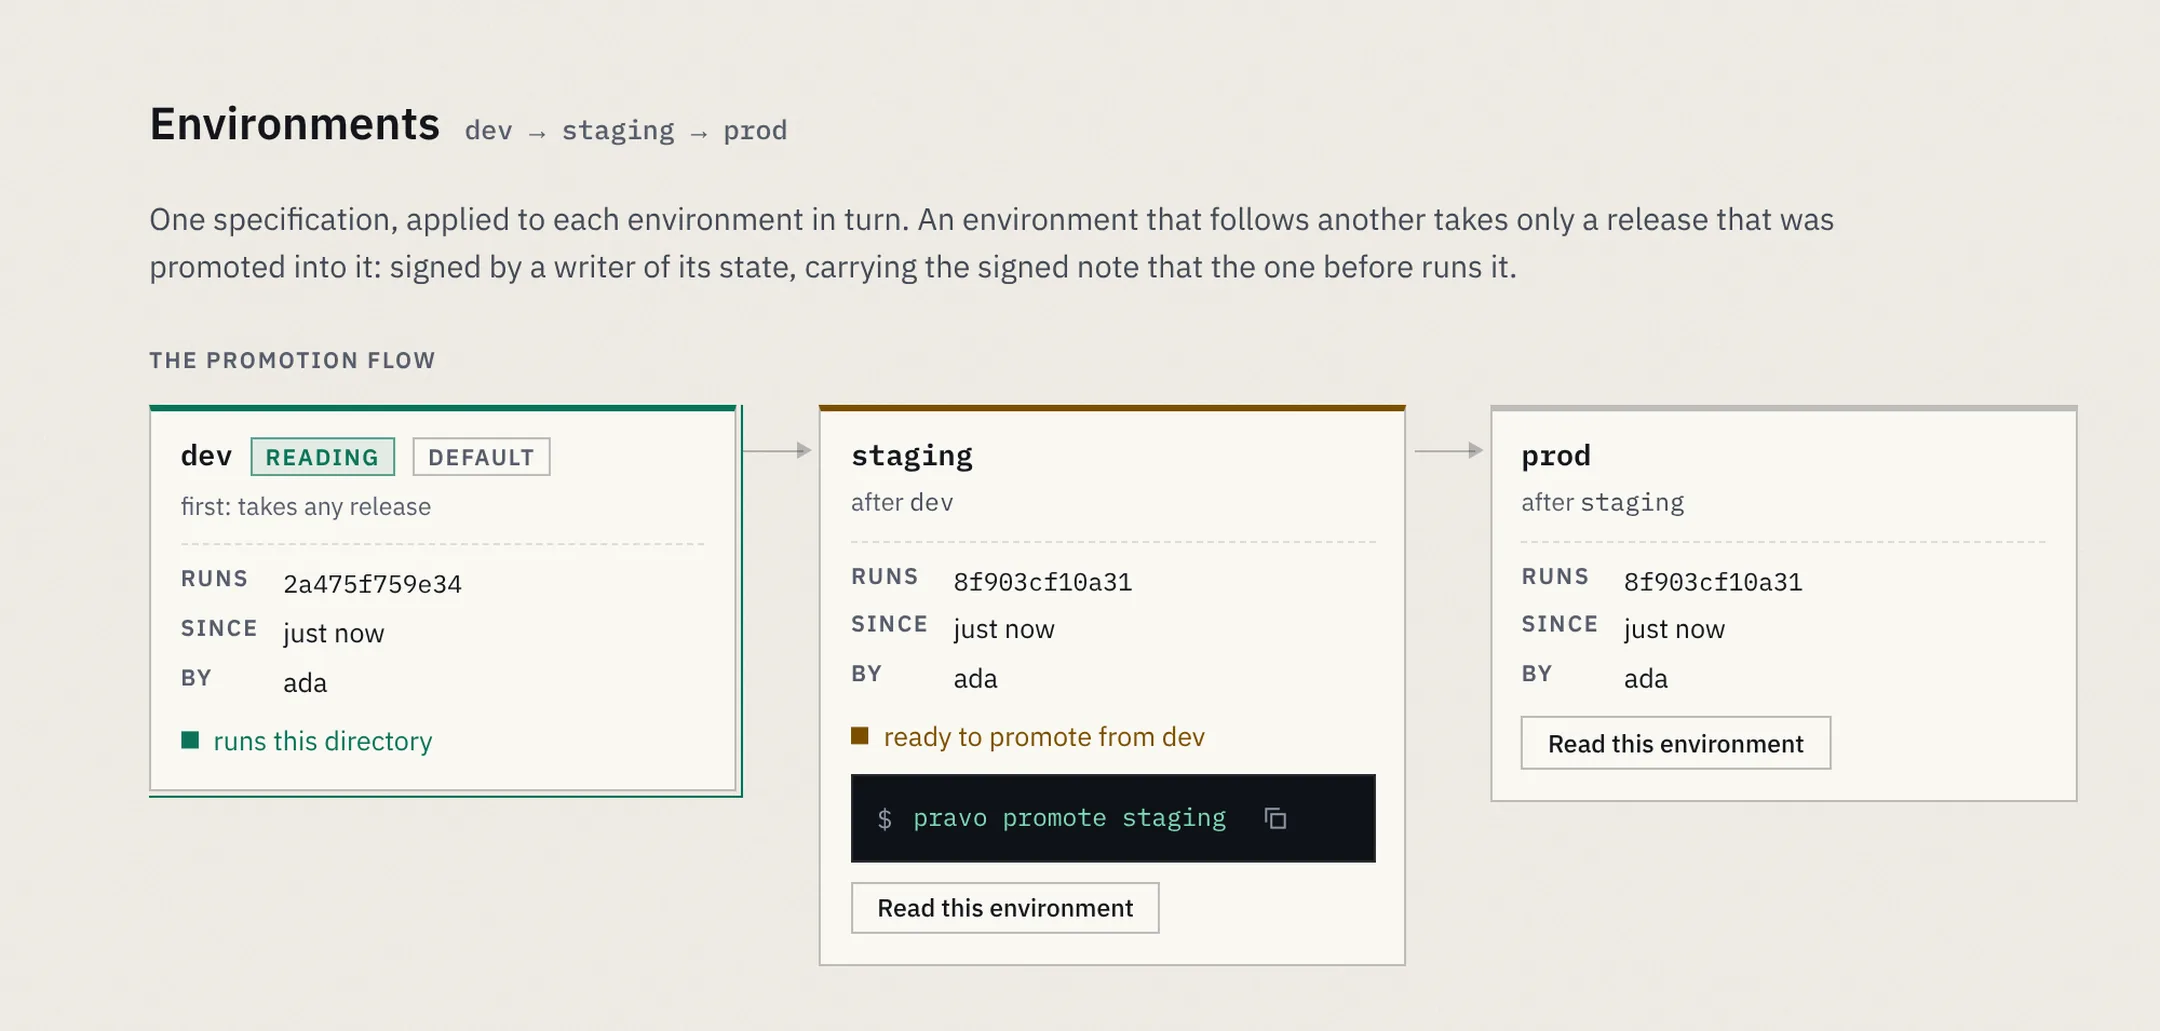 Environments dev → staging → prod
One specification, applied to each environment in turn. An environment that follows another takes only a release that was
promoted into it: signed by a writer of its state, carrying the signed note that the one before runs it.
THE PROMOTION FLOW
dev READING DEFAULT
first: takes any release
RUNS 2a475f759e34
SINCE just now
BY ada
runs this directory
staging
after dev
RUNS 8f903cf10a31
SINCE just now
BY ada
ready to promote from dev
$ pravo promote staging
Read this environment
prod
after staging
RUNS 8f903cf10a31
SINCE just now
BY ada
Read this environment